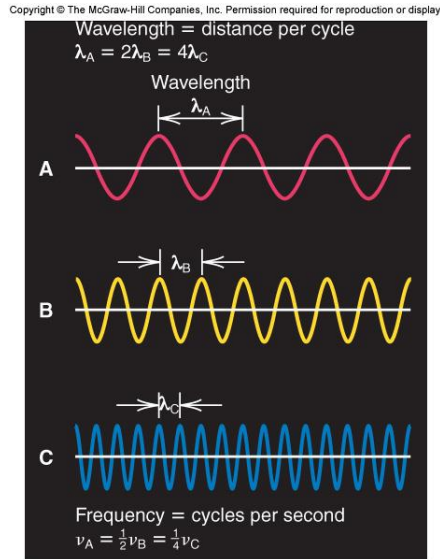 Copyright © The McGraw-Hill Companies, Inc. Permission required for reproduction or display
Wavelength = distance per cycle
λA = 2λB = 4λC
Wavelength
λA
A
λB
B
λC
C
Frequency = cycles per second
νA = ½νB = ¼νC